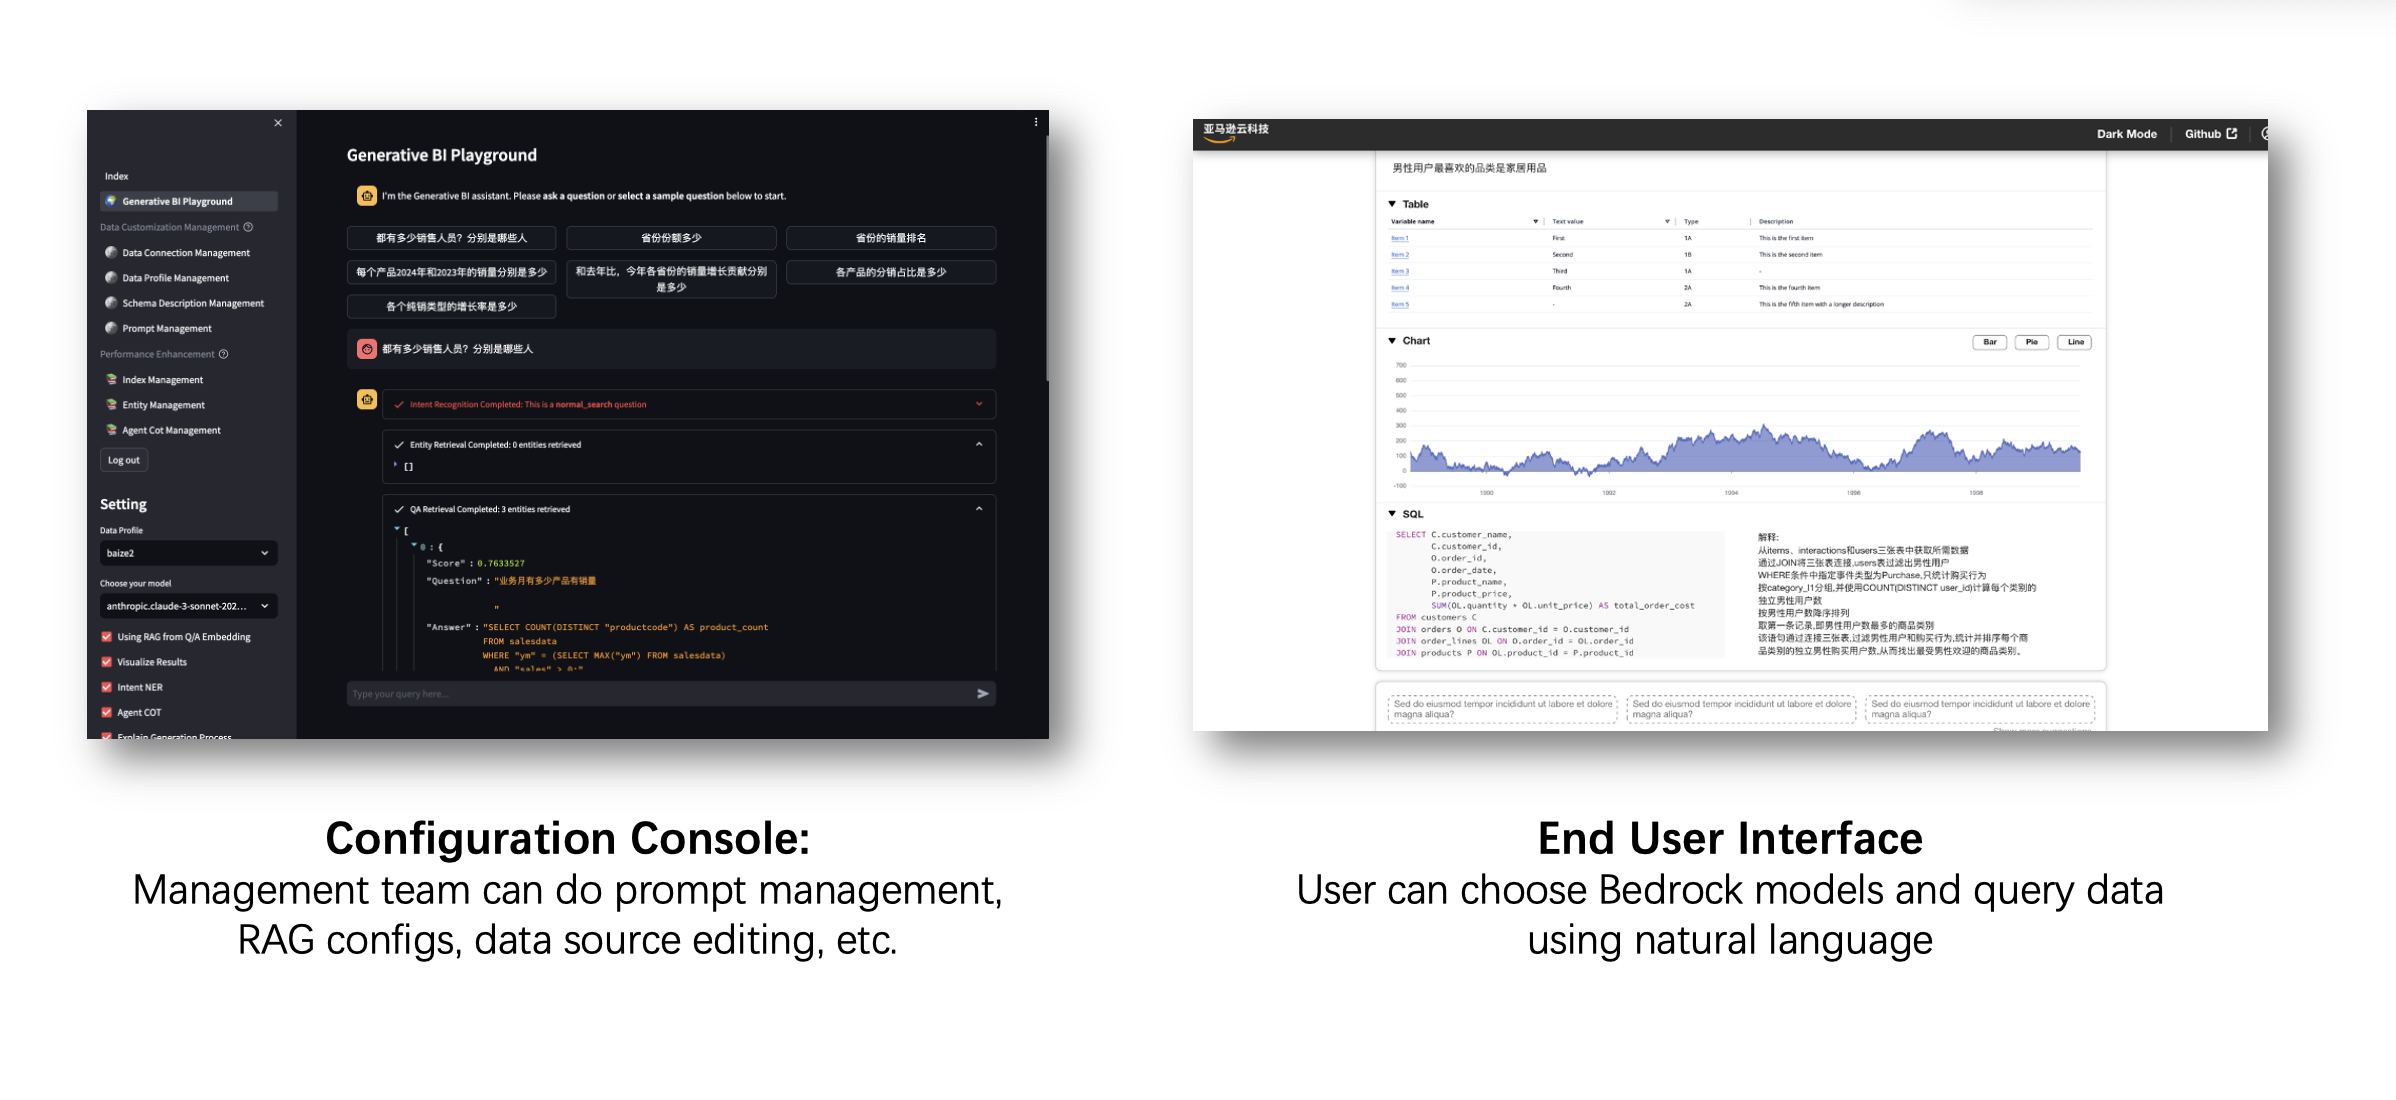 Index
Generative BI Playground
Data Customization Management
Data Connection Management
Data Profile Management
Schema Description Management
Prompt Management
Performance Enhancement
Index Management
Entity Management
Agent Cot Management
Log out
Setting
Data Profile
baize2
Choose your model
anthropic.claude-3-sonnet-202...
Using RAG from Q/A Embedding
Visualize Results
Intent NER
Agent COT
Explain Generation Process
Generative BI Playground
I'm the Generative BI assistant. Please ask a question or select a sample question below to start.
都有多少销售人员？分别是哪些人
省份份额多少
省份的销量排名
每个产品2024年和2023年的销量分别是多少
和去年比，今年各省份的销量增长贡献分别
是多少
各产品的分销占比是多少
各个纯销类型的增长率是多少
都有多少销售人员？分别是哪些人
Intent Recognition Completed: This is a normal_search question
Entity Retrieval Completed: 0 entities retrieved
[]
QA Retrieval Completed: 3 entities retrieved
[
0 : {
"Score" : 0.7633527
"Question" : "业务月有多少产品有销量
"
"Answer" : "SELECT COUNT(DISTINCT "productcode") AS product_count
FROM salesdata
WHERE "ym" = (SELECT MAX("ym") FROM salesdata)
AND "sales" > 0;"
Type your query here...
Configuration Console:
Management team can do prompt management,
RAG configs, data source editing, etc.
亚马逊云科技
Dark Mode
Github
男性用户最喜欢的品类是家居用品
Table
Variable name Text value Type Description
Item 1 First 1A This is the first item
Item 2 Second 1B This is the second item
Item 3 Third 1A -
Item 4 Fourth 2A This is the fourth item
Item 5 - 2A This is the fifth item with a longer description
Chart
Bar
Pie
Line
700
600
500
400
300
200
100
0
-100
1990 1992 1994 1996 1998
SQL
SELECT C.customer_name,
C.customer_id,
O.order_id,
O.order_date,
P.product_name,
P.product_price,
SUM(OL.quantity * OL.unit_price) AS total_order_cost
FROM customers C
JOIN orders O ON C.customer_id = O.customer_id
JOIN order_lines OL ON O.order_id = OL.order_id
JOIN products P ON OL.product_id = P.product_id
解释:
从items、interactions和users三张表中获取所需数据
通过JOIN将三张表连接,users表过滤出男性用户
WHERE条件中指定事件类型为Purchase,只统计购买行为
按category_l1分组,并使用COUNT(DISTINCT user_id)计算每个类别的
独立男性用户数
按男性用户数降序排列
取第一条记录,即男性用户数最多的商品类别
该语句通过连接三张表,过滤男性用户和购买行为,统计并排序每个商
品类别的独立男性购买用户数,从而找出最受男性欢迎的商品类别。
Sed do eiusmod tempor incididunt ut labore et dolore
magna aliqua?
Sed do eiusmod tempor incididunt ut labore et dolore
magna aliqua?
Sed do eiusmod tempor incididunt ut labore et dolore
magna aliqua?
Show more suggestions
End User Interface
User can choose Bedrock models and query data
using natural language